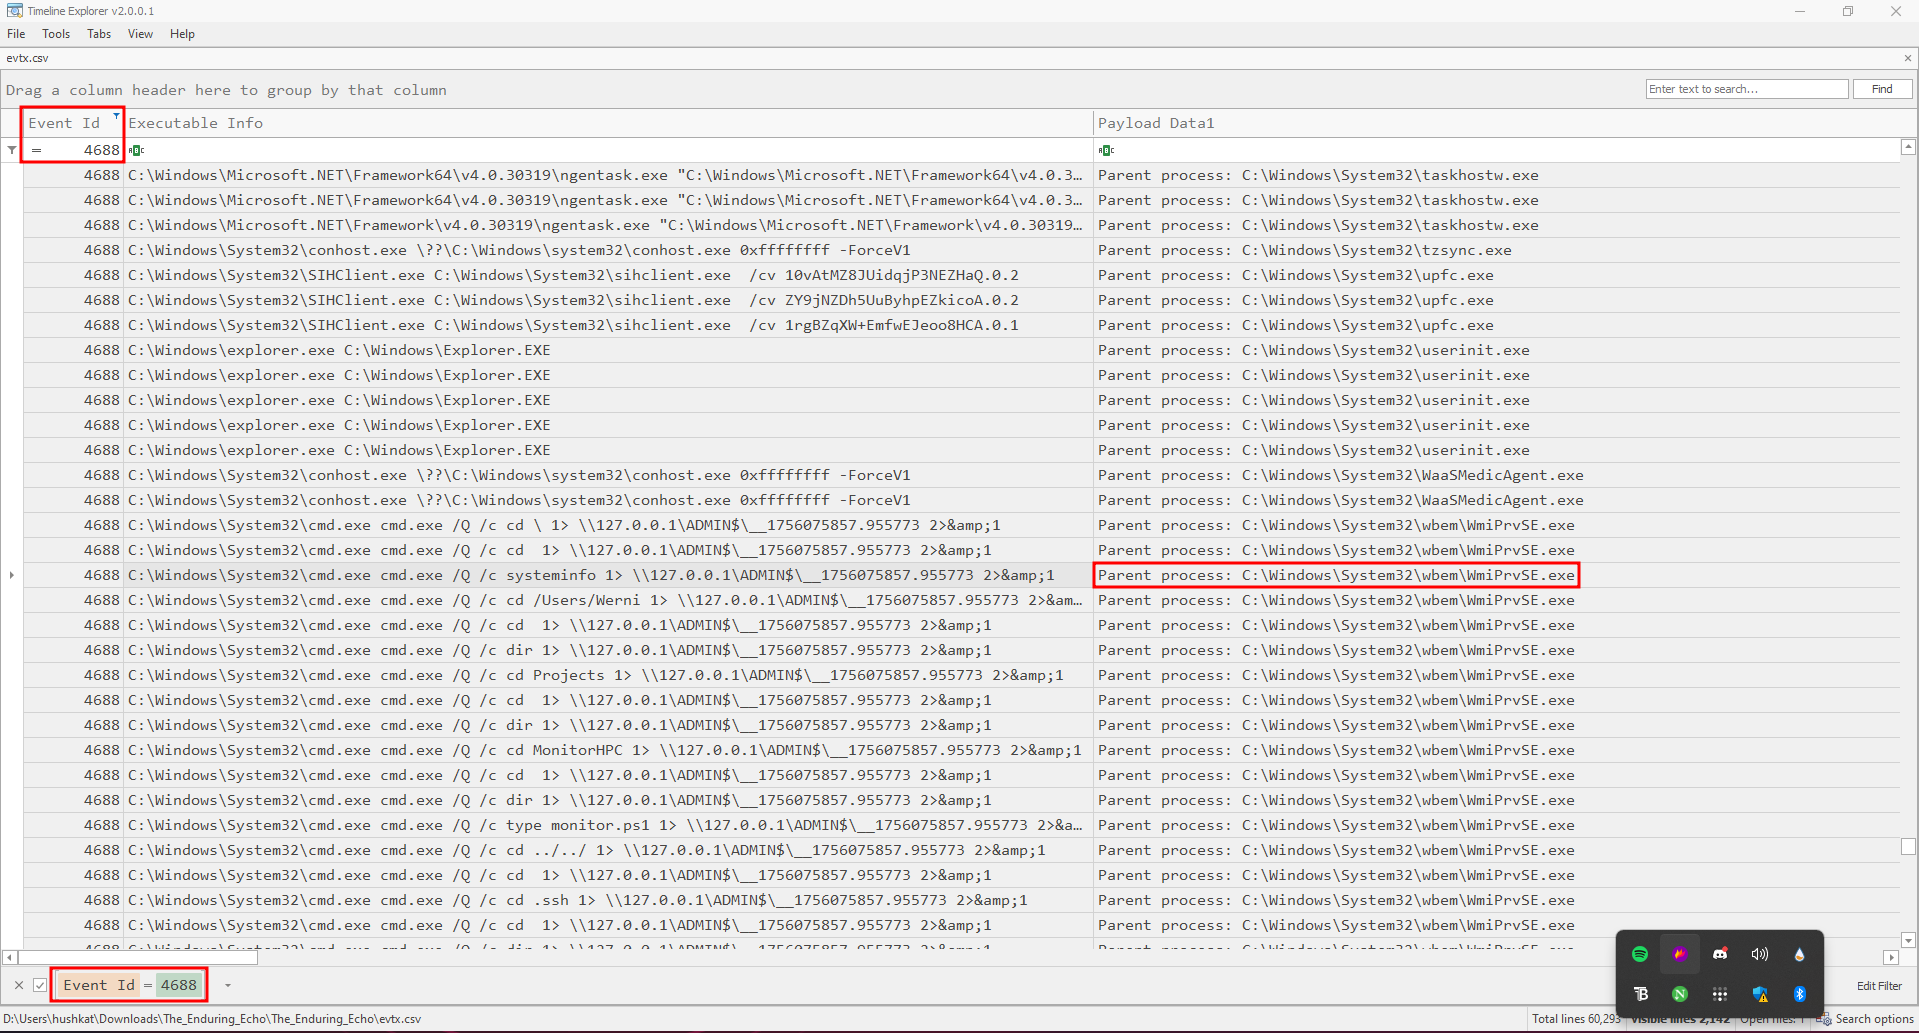 Timeline Explorer v2.0.0.1
File Tools Tabs View Help
evtx.csv
Drag a column header here to group by that column
Enter text to search... Find
Event Id Executable Info Payload Data1
= 4688
4688 C:\Windows\Microsoft.NET\Framework64\v4.0.30319\ngentask.exe "C:\Windows\Microsoft.NET\Framework64\v4.0.3... Parent process: C:\Windows\System32\taskhostw.exe
4688 C:\Windows\Microsoft.NET\Framework64\v4.0.30319\ngentask.exe "C:\Windows\Microsoft.NET\Framework64\v4.0.3... Parent process: C:\Windows\System32\taskhostw.exe
4688 C:\Windows\Microsoft.NET\Framework\v4.0.30319\ngentask.exe "C:\Windows\Microsoft.NET\Framework\v4.0.30319... Parent process: C:\Windows\System32\taskhostw.exe
4688 C:\Windows\System32\conhost.exe \??\C:\Windows\system32\conhost.exe 0xffffffff -ForceV1 Parent process: C:\Windows\System32\tzsync.exe
4688 C:\Windows\System32\SIHClient.exe C:\Windows\System32\sihclient.exe  /cv 10vAtMZ8JUidqjP3NEZHaQ.0.2 Parent process: C:\Windows\System32\upfc.exe
4688 C:\Windows\System32\SIHClient.exe C:\Windows\System32\sihclient.exe  /cv ZY9jNZDh5UuByhpEZkicoA.0.2 Parent process: C:\Windows\System32\upfc.exe
4688 C:\Windows\System32\SIHClient.exe C:\Windows\System32\sihclient.exe  /cv 1rgBZqXW+EmfwEJeoo8HCA.0.1 Parent process: C:\Windows\System32\upfc.exe
4688 C:\Windows\explorer.exe C:\Windows\Explorer.EXE Parent process: C:\Windows\System32\userinit.exe
4688 C:\Windows\explorer.exe C:\Windows\Explorer.EXE Parent process: C:\Windows\System32\userinit.exe
4688 C:\Windows\explorer.exe C:\Windows\Explorer.EXE Parent process: C:\Windows\System32\userinit.exe
4688 C:\Windows\explorer.exe C:\Windows\Explorer.EXE Parent process: C:\Windows\System32\userinit.exe
4688 C:\Windows\explorer.exe C:\Windows\Explorer.EXE Parent process: C:\Windows\System32\userinit.exe
4688 C:\Windows\System32\conhost.exe \??\C:\Windows\system32\conhost.exe 0xffffffff -ForceV1 Parent process: C:\Windows\System32\WaaSMedicAgent.exe
4688 C:\Windows\System32\conhost.exe \??\C:\Windows\system32\conhost.exe 0xffffffff -ForceV1 Parent process: C:\Windows\System32\WaaSMedicAgent.exe
4688 C:\Windows\System32\cmd.exe cmd.exe /Q /c cd \ 1> \\127.0.0.1\ADMIN$\__1756075857.955773 2>&amp;1 Parent process: C:\Windows\System32\wbem\WmiPrvSE.exe
4688 C:\Windows\System32\cmd.exe cmd.exe /Q /c cd  1> \\127.0.0.1\ADMIN$\__1756075857.955773 2>&amp;1 Parent process: C:\Windows\System32\wbem\WmiPrvSE.exe
4688 C:\Windows\System32\cmd.exe cmd.exe /Q /c systeminfo 1> \\127.0.0.1\ADMIN$\__1756075857.955773 2>&amp;1 Parent process: C:\Windows\System32\wbem\WmiPrvSE.exe
4688 C:\Windows\System32\cmd.exe cmd.exe /Q /c cd /Users/Werni 1> \\127.0.0.1\ADMIN$\__1756075857.955773 2>&am... Parent process: C:\Windows\System32\wbem\WmiPrvSE.exe
4688 C:\Windows\System32\cmd.exe cmd.exe /Q /c cd  1> \\127.0.0.1\ADMIN$\__1756075857.955773 2>&amp;1 Parent process: C:\Windows\System32\wbem\WmiPrvSE.exe
4688 C:\Windows\System32\cmd.exe cmd.exe /Q /c dir 1> \\127.0.0.1\ADMIN$\__1756075857.955773 2>&amp;1 Parent process: C:\Windows\System32\wbem\WmiPrvSE.exe
4688 C:\Windows\System32\cmd.exe cmd.exe /Q /c cd Projects 1> \\127.0.0.1\ADMIN$\__1756075857.955773 2>&amp;1 Parent process: C:\Windows\System32\wbem\WmiPrvSE.exe
4688 C:\Windows\System32\cmd.exe cmd.exe /Q /c cd  1> \\127.0.0.1\ADMIN$\__1756075857.955773 2>&amp;1 Parent process: C:\Windows\System32\wbem\WmiPrvSE.exe
4688 C:\Windows\System32\cmd.exe cmd.exe /Q /c dir 1> \\127.0.0.1\ADMIN$\__1756075857.955773 2>&amp;1 Parent process: C:\Windows\System32\wbem\WmiPrvSE.exe
4688 C:\Windows\System32\cmd.exe cmd.exe /Q /c cd MonitorHPC 1> \\127.0.0.1\ADMIN$\__1756075857.955773 2>&amp;1 Parent process: C:\Windows\System32\wbem\WmiPrvSE.exe
4688 C:\Windows\System32\cmd.exe cmd.exe /Q /c cd  1> \\127.0.0.1\ADMIN$\__1756075857.955773 2>&amp;1 Parent process: C:\Windows\System32\wbem\WmiPrvSE.exe
4688 C:\Windows\System32\cmd.exe cmd.exe /Q /c dir 1> \\127.0.0.1\ADMIN$\__1756075857.955773 2>&amp;1 Parent process: C:\Windows\System32\wbem\WmiPrvSE.exe
4688 C:\Windows\System32\cmd.exe cmd.exe /Q /c type monitor.ps1 1> \\127.0.0.1\ADMIN$\__1756075857.955773 2>&a... Parent process: C:\Windows\System32\wbem\WmiPrvSE.exe
4688 C:\Windows\System32\cmd.exe cmd.exe /Q /c cd ../../ 1> \\127.0.0.1\ADMIN$\__1756075857.955773 2>&amp;1 Parent process: C:\Windows\System32\wbem\WmiPrvSE.exe
4688 C:\Windows\System32\cmd.exe cmd.exe /Q /c cd  1> \\127.0.0.1\ADMIN$\__1756075857.955773 2>&amp;1 Parent process: C:\Windows\System32\wbem\WmiPrvSE.exe
4688 C:\Windows\System32\cmd.exe cmd.exe /Q /c cd .ssh 1> \\127.0.0.1\ADMIN$\__1756075857.955773 2>&amp;1 Parent process: C:\Windows\System32\wbem\WmiPrvSE.exe
4688 C:\Windows\System32\cmd.exe cmd.exe /Q /c cd  1> \\127.0.0.1\ADMIN$\__1756075857.955773 2>&amp;1 Parent process: C:\Windows\System32\wbem\WmiPrvSE.exe
Event Id = 4688 Edit Filter
D:\Users\hushkat\Downloads\The_Enduring_Echo\The_Enduring_Echo\evtx.csv Total lines 60,293 Visible lines 2,142 Open files: 1 Search options